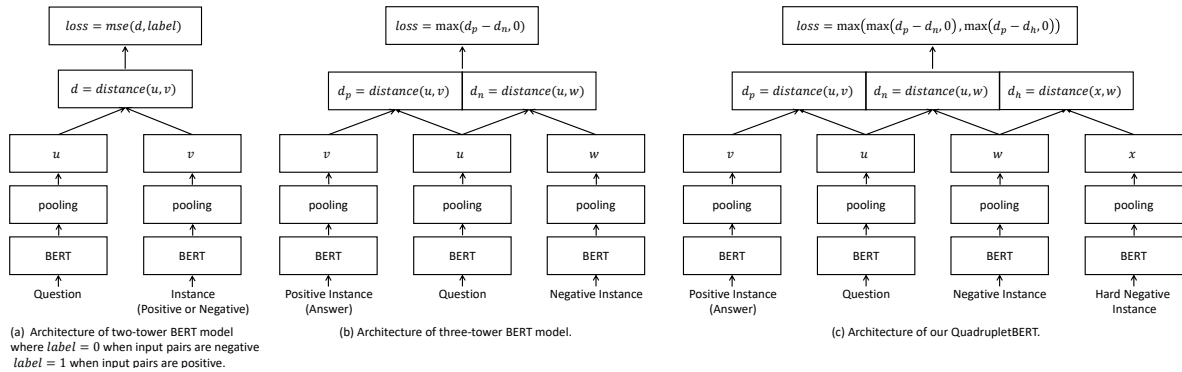 loss = mse(d, label)
d = distance(u, v)
u
v
pooling
pooling
BERT
BERT
Question
Instance
(Positive or Negative)
(a) Architecture of two-tower BERT model
where label = 0 when input pairs are negative
label = 1 when input pairs are positive.
loss = max(d_p − d_n, 0)
d_p = distance(u, v)
d_n = distance(u, w)
v
u
w
pooling
pooling
pooling
BERT
BERT
BERT
Positive Instance
(Answer)
Question
Negative Instance
(b) Architecture of three-tower BERT model.
loss = max(max(d_p − d_n, 0), max(d_p − d_h, 0))
d_p = distance(u, v)
d_n = distance(u, w)
d_h = distance(x, w)
v
u
w
x
pooling
pooling
pooling
pooling
BERT
BERT
BERT
BERT
Positive Instance
(Answer)
Question
Negative Instance
Hard Negative
Instance
(c) Architecture of our QuadrupletBERT.